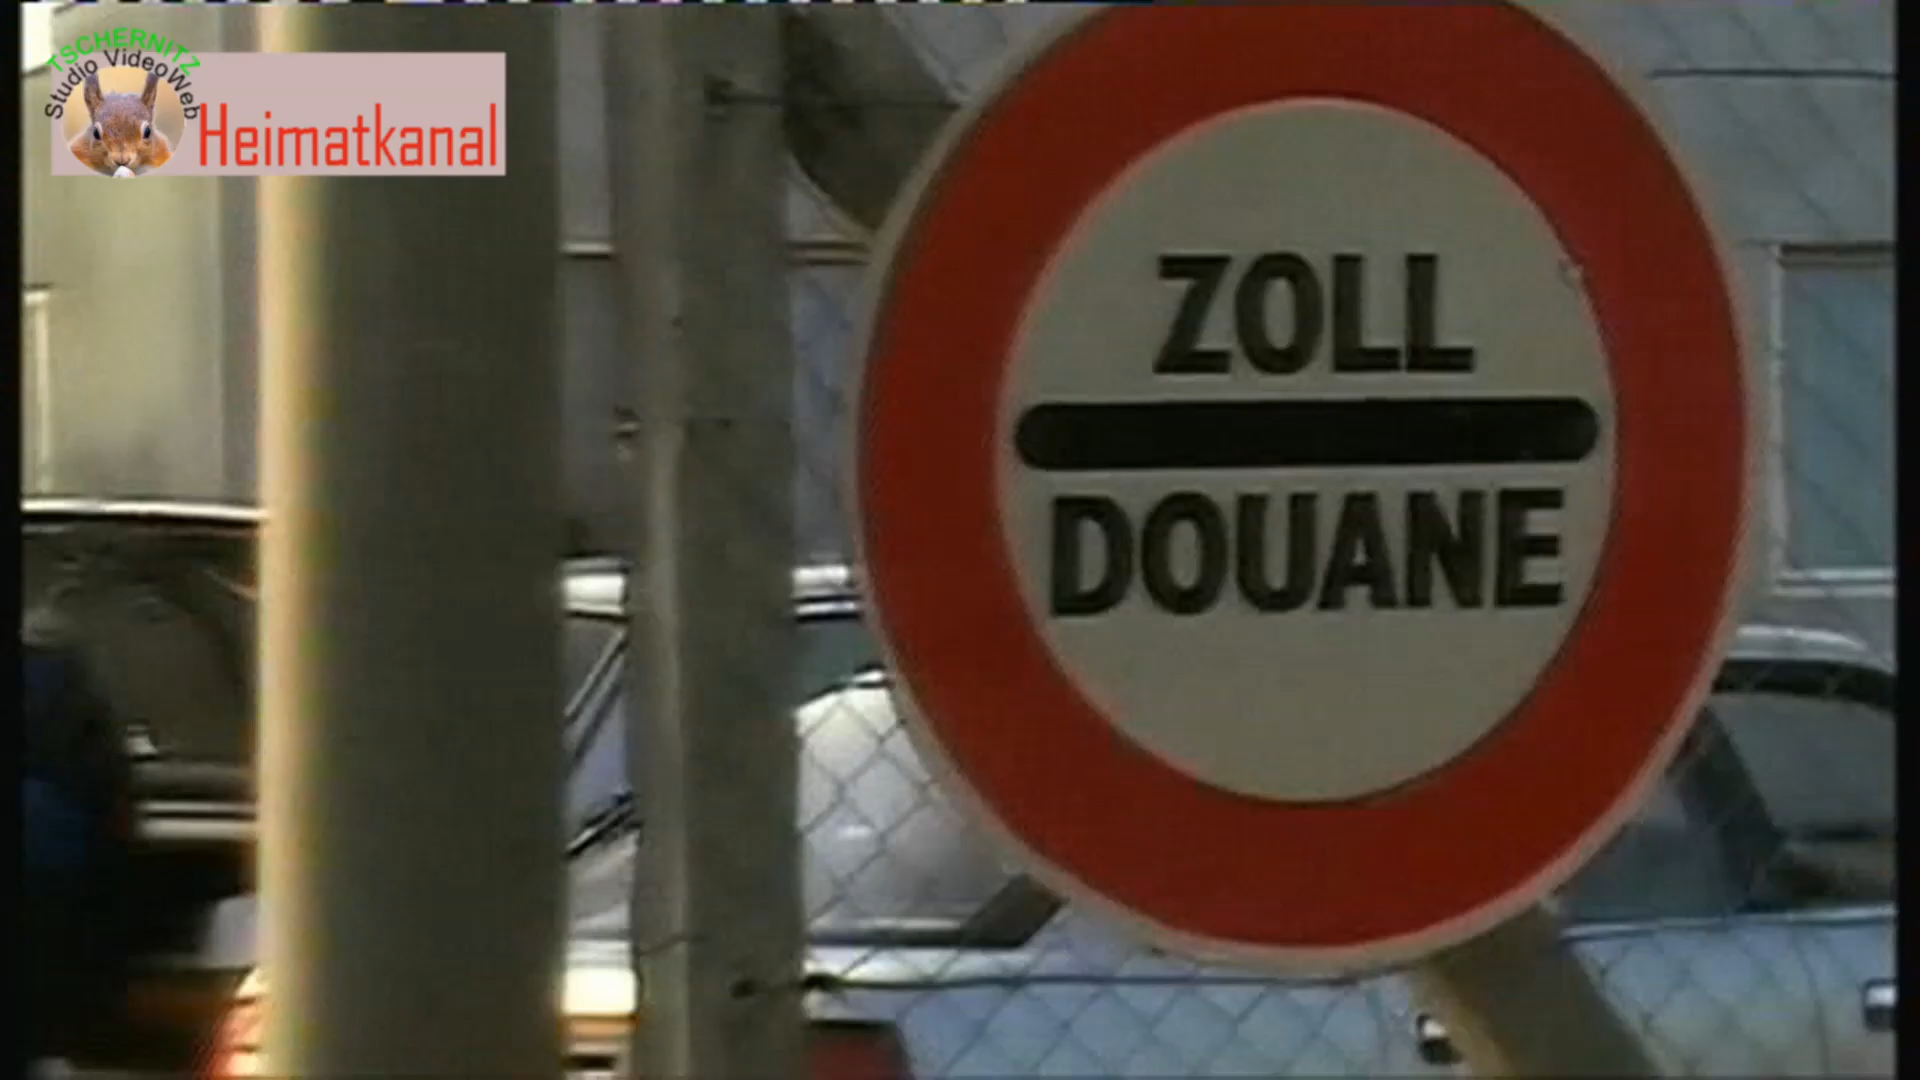 TSCHERNITZ
Studio VideoWeb
Heimatkanal
ZOLL
DOUANE